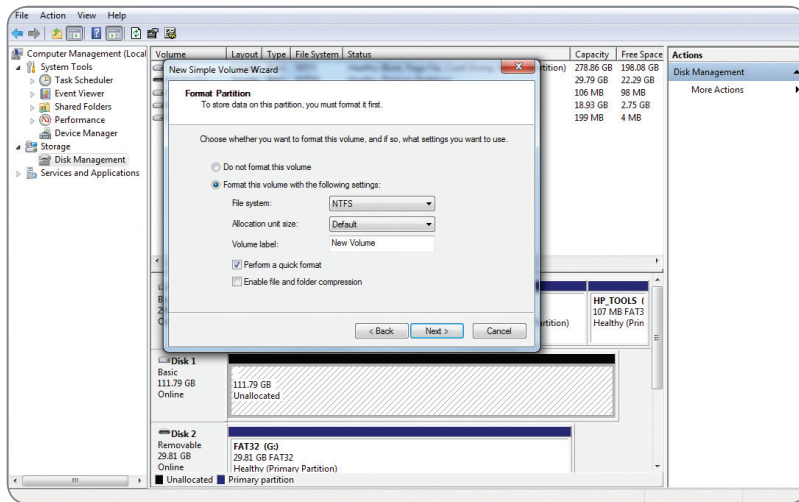 File Action View Help
Computer Management (Local
System Tools
Task Scheduler
Event Viewer
Shared Folders
Performance
Device Manager
Storage
Disk Management
Services and Applications
Volume Layout Type File System Status Capacity Free Space
rtition) 278.86 GB 198.08 GB
29.79 GB 22.29 GB
106 MB 98 MB
18.93 GB 2.75 GB
199 MB 4 MB
Actions
Disk Management
More Actions
New Simple Volume Wizard
Format Partition
To store data on this partition, you must format it first.
Choose whether you want to format this volume, and if so, what settings you want to use.
Do not format this volume
Format this volume with the following settings:
File system: NTFS
Allocation unit size: Default
Volume label: New Volume
Perform a quick format
Enable file and folder compression
< Back Next > Cancel
HP_TOOLS (
107 MB FAT3
rtition) Healthy (Prin
Disk 1
Basic
111.79 GB
Online
111.79 GB
Unallocated
Disk 2
Removable
29.81 GB
Online
FAT32 (G:)
29.81 GB FAT32
Healthy (Primary Partition)
Unallocated Primary partition